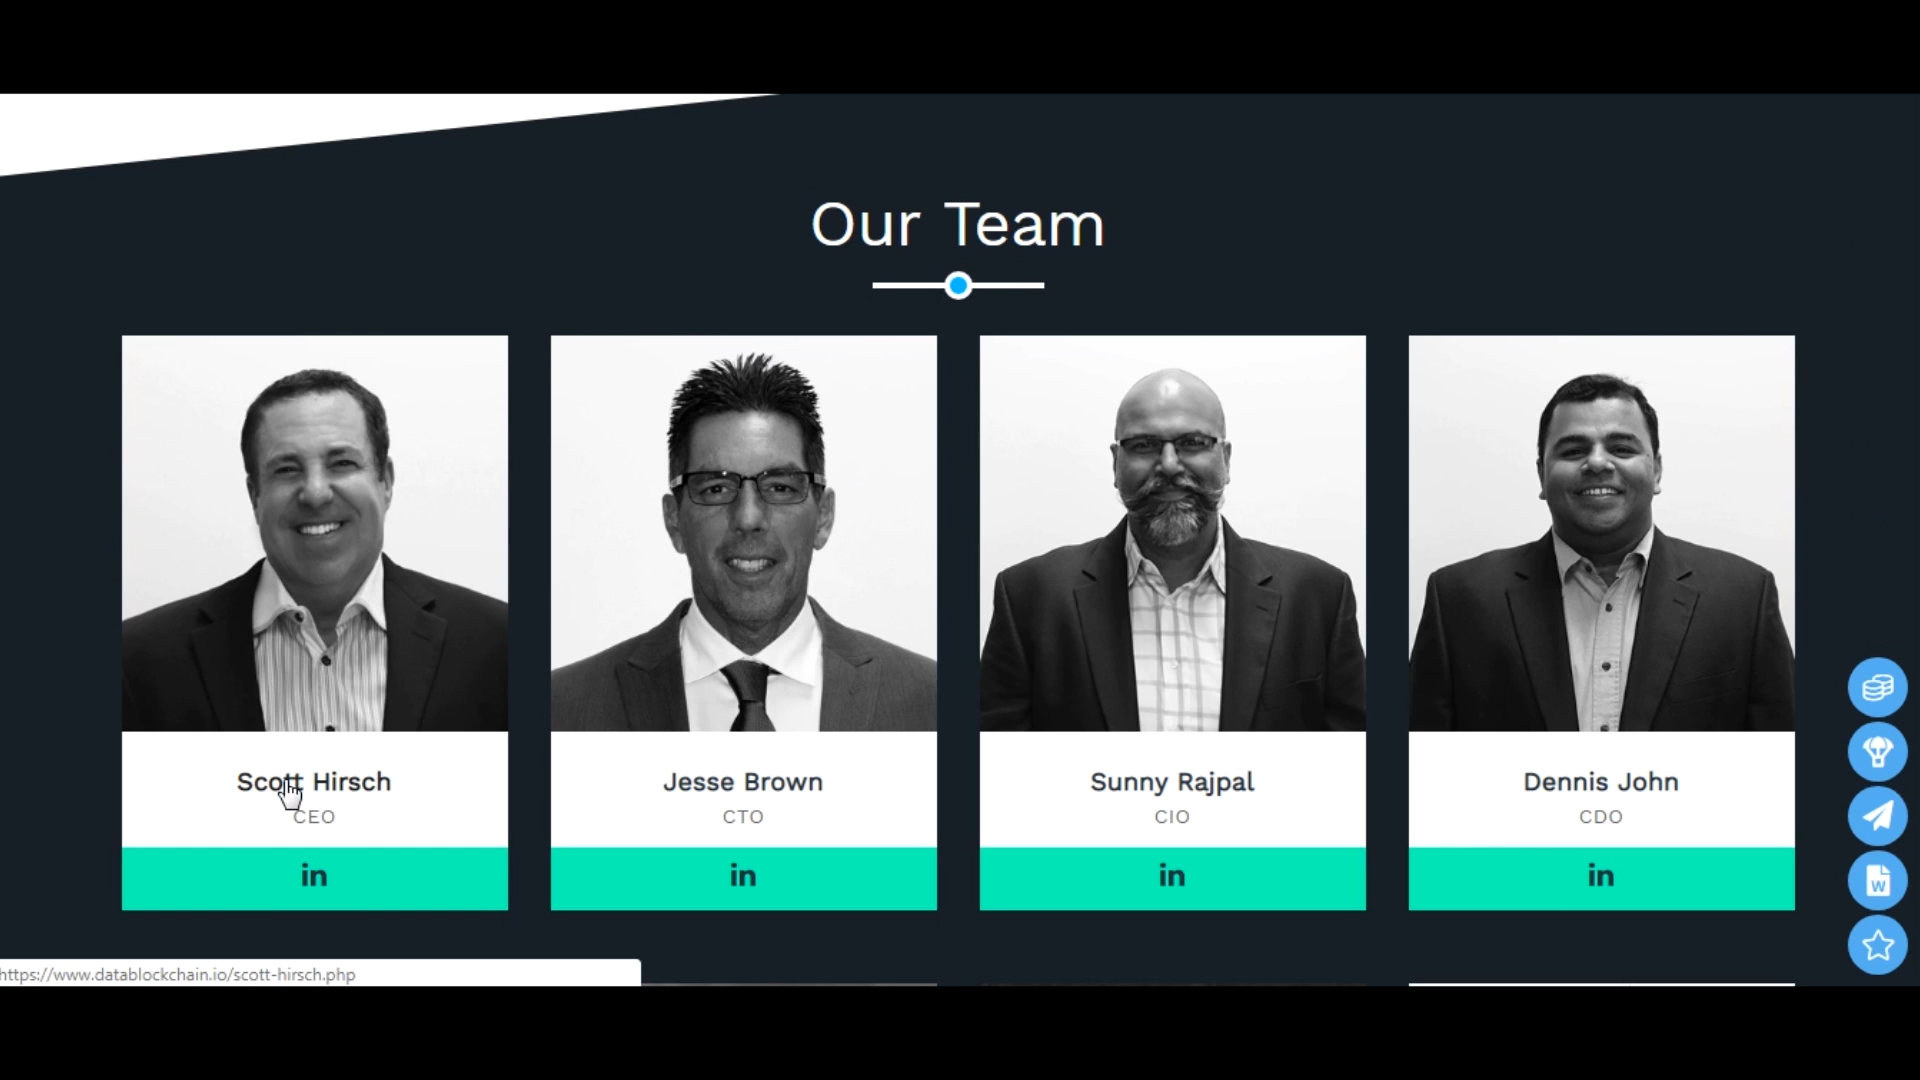 Our Team
Scott Hirsch
CEO
in
Jesse Brown
CTO
in
Sunny Rajpal
CIO
in
Dennis John
CDO
in
W
https://www.datablockchain.io/scott-hirsch.php